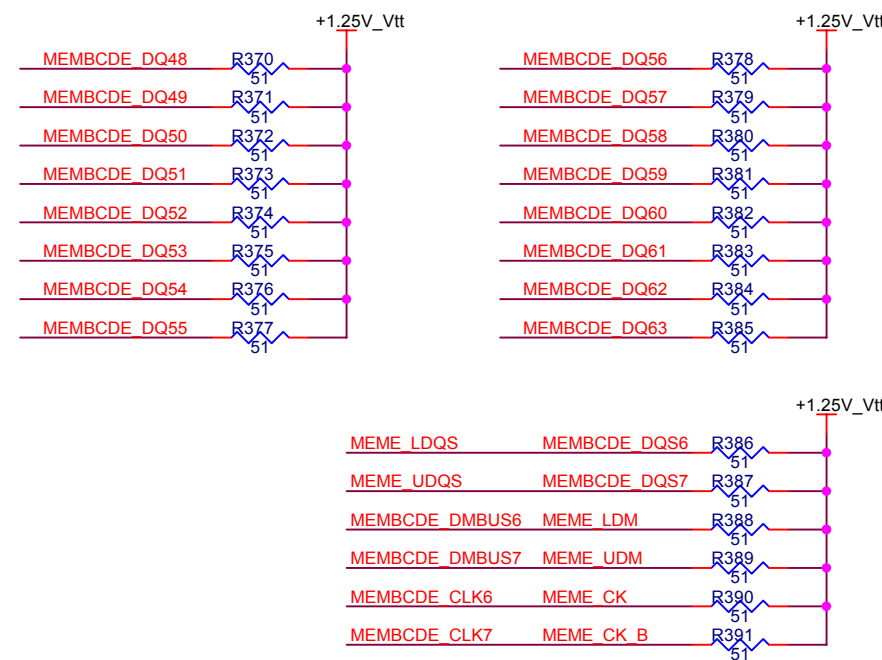 +1.25V_Vtt
MEMBCDE_DQ48 R370 51
MEMBCDE_DQ49 R371 51
MEMBCDE_DQ50 R372 51
MEMBCDE_DQ51 R373 51
MEMBCDE_DQ52 R374 51
MEMBCDE_DQ53 R375 51
MEMBCDE_DQ54 R376 51
MEMBCDE_DQ55 R377 51
+1.25V_Vtt
MEMBCDE_DQ56 R378 51
MEMBCDE_DQ57 R379 51
MEMBCDE_DQ58 R380 51
MEMBCDE_DQ59 R381 51
MEMBCDE_DQ60 R382 51
MEMBCDE_DQ61 R383 51
MEMBCDE_DQ62 R384 51
MEMBCDE_DQ63 R385 51
+1.25V_Vtt
MEME_LDQS MEMBCDE_DQS6 R386 51
MEME_UDQS MEMBCDE_DQS7 R387 51
MEMBCDE_DMBUS6 MEME_LDM R388 51
MEMBCDE_DMBUS7 MEME_UDM R389 51
MEMBCDE_CLK6 MEME_CK R390 51
MEMBCDE_CLK7 MEME_CK_B R391 51